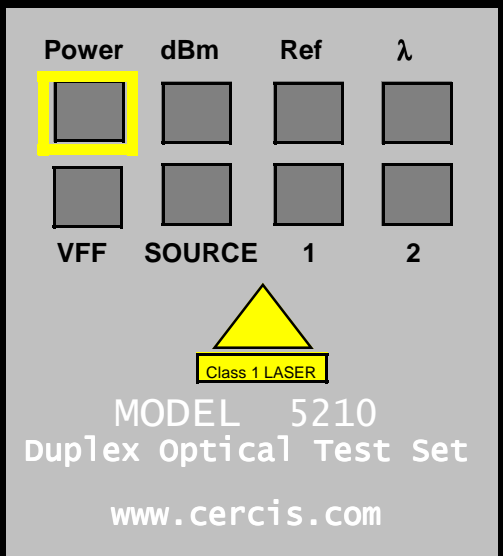 Power dBm Ref λ
VFF SOURCE 1 2
Class 1 LASER
MODEL 5210
Duplex Optical Test Set
www.cercis.com